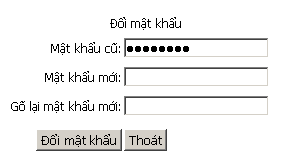 Đổi mật khẩu
Mật khẩu cũ: ●●●●●●●●
Mật khẩu mới:
Gõ lại mật khẩu mới:
Đổi mật khẩu Thoát